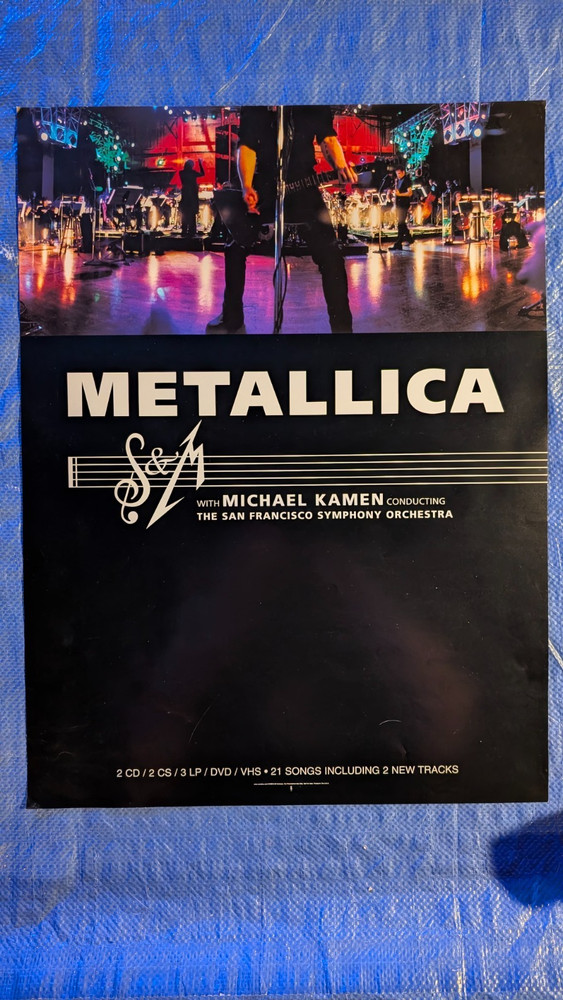 METALLICA
S&M
WITH MICHAEL KAMEN CONDUCTING
THE SAN FRANCISCO SYMPHONY ORCHESTRA
2 CD / 2 CS / 3 LP / DVD / VHS • 21 SONGS INCLUDING 2 NEW TRACKS